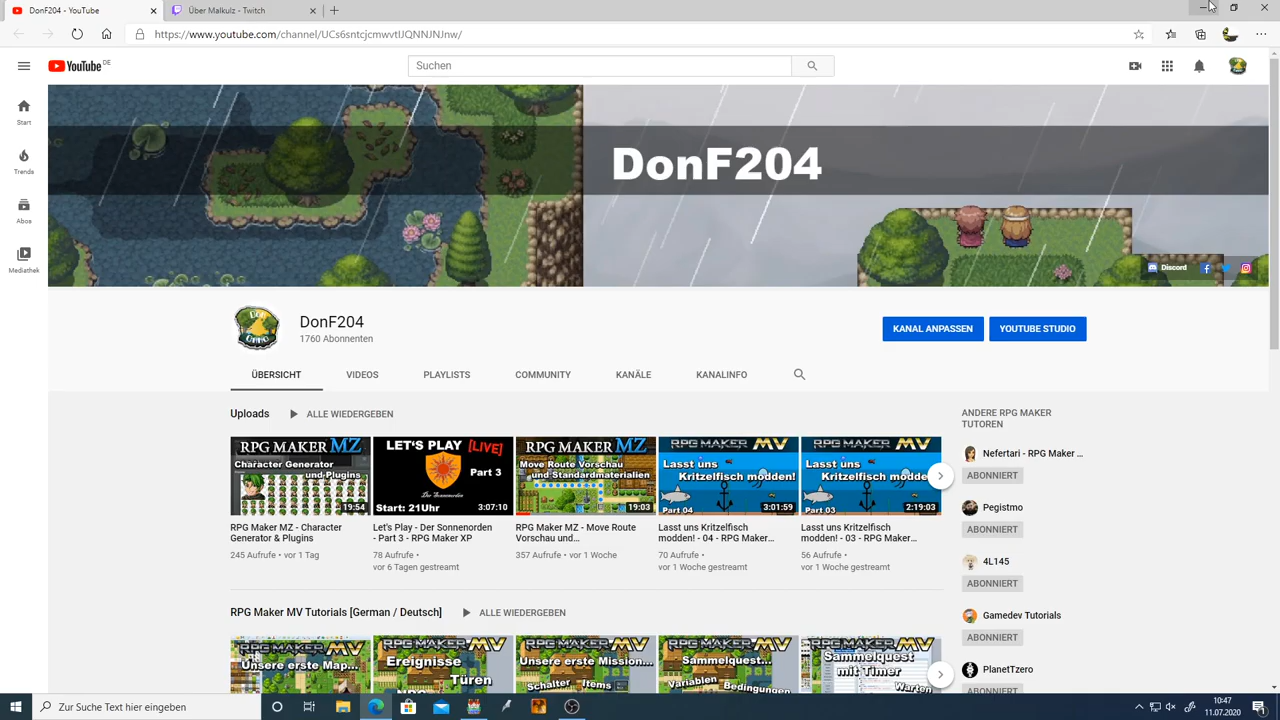 DonF204 - YouTube
Über Malkulz - Twitch
https://www.youtube.com/channel/UCs6sntcjcmwvtIJQNNJNJnw/
YouTube DE
Suchen
Start
Trends
Abos
Mediathek
DonF204
Discord
DonF204
1760 Abonnenten
KANAL ANPASSEN
YOUTUBE STUDIO
ÜBERSICHT
VIDEOS
PLAYLISTS
COMMUNITY
KANÄLE
KANALINFO
Uploads
ALLE WIEDERGEBEN
RPG MAKER MZ
Character Generator
und Plugins
19:54
RPG Maker MZ - Character
Generator & Plugins
245 Aufrufe • vor 1 Tag
LET'S PLAY [LIVE]
Part 3
Der Sonnenorden
Start: 21Uhr
3:07:10
Let's Play - Der Sonnenorden
- Part 3 - RPG Maker XP
78 Aufrufe •
vor 6 Tagen gestreamt
RPG MAKER MZ
Move Route Vorschau
und Standardmaterialien
19:03
RPG Maker MZ - Move Route
Vorschau und...
357 Aufrufe • vor 1 Woche
RPG MAKER MV
Lasst uns
Kritzelfisch modden!
Part 04
3:01:59
Lasst uns Kritzelfisch
modden! - 04 - RPG Maker...
70 Aufrufe •
vor 1 Woche gestreamt
RPG MAKER MV
Lasst uns
Kritzelfisch modden!
Part 03
2:19:03
Lasst uns Kritzelfisch
modden! - 03 - RPG Maker...
56 Aufrufe •
vor 1 Woche gestreamt
ANDERE RPG MAKER
TUTOREN
Nefertari - RPG Maker ...
ABONNIERT
Pegistmo
ABONNIERT
4L145
ABONNIERT
Gamedev Tutorials
ABONNIERT
PlanetTzero
ABONNIERT
RPG Maker MV Tutorials [German / Deutsch]
ALLE WIEDERGEBEN
RPG MAKER MV
Unsere erste Map...
RPG MAKER MV
Ereignisse
Türen
RPG MAKER MV
Unsere erste Mission...
Schalter Items
RPG MAKER MV
Sammelquest...
Variablen Bedingungen
RPG MAKER MV
Sammelquest
mit Timer
Warten
Zur Suche Text hier eingeben
10:47
11.07.2020